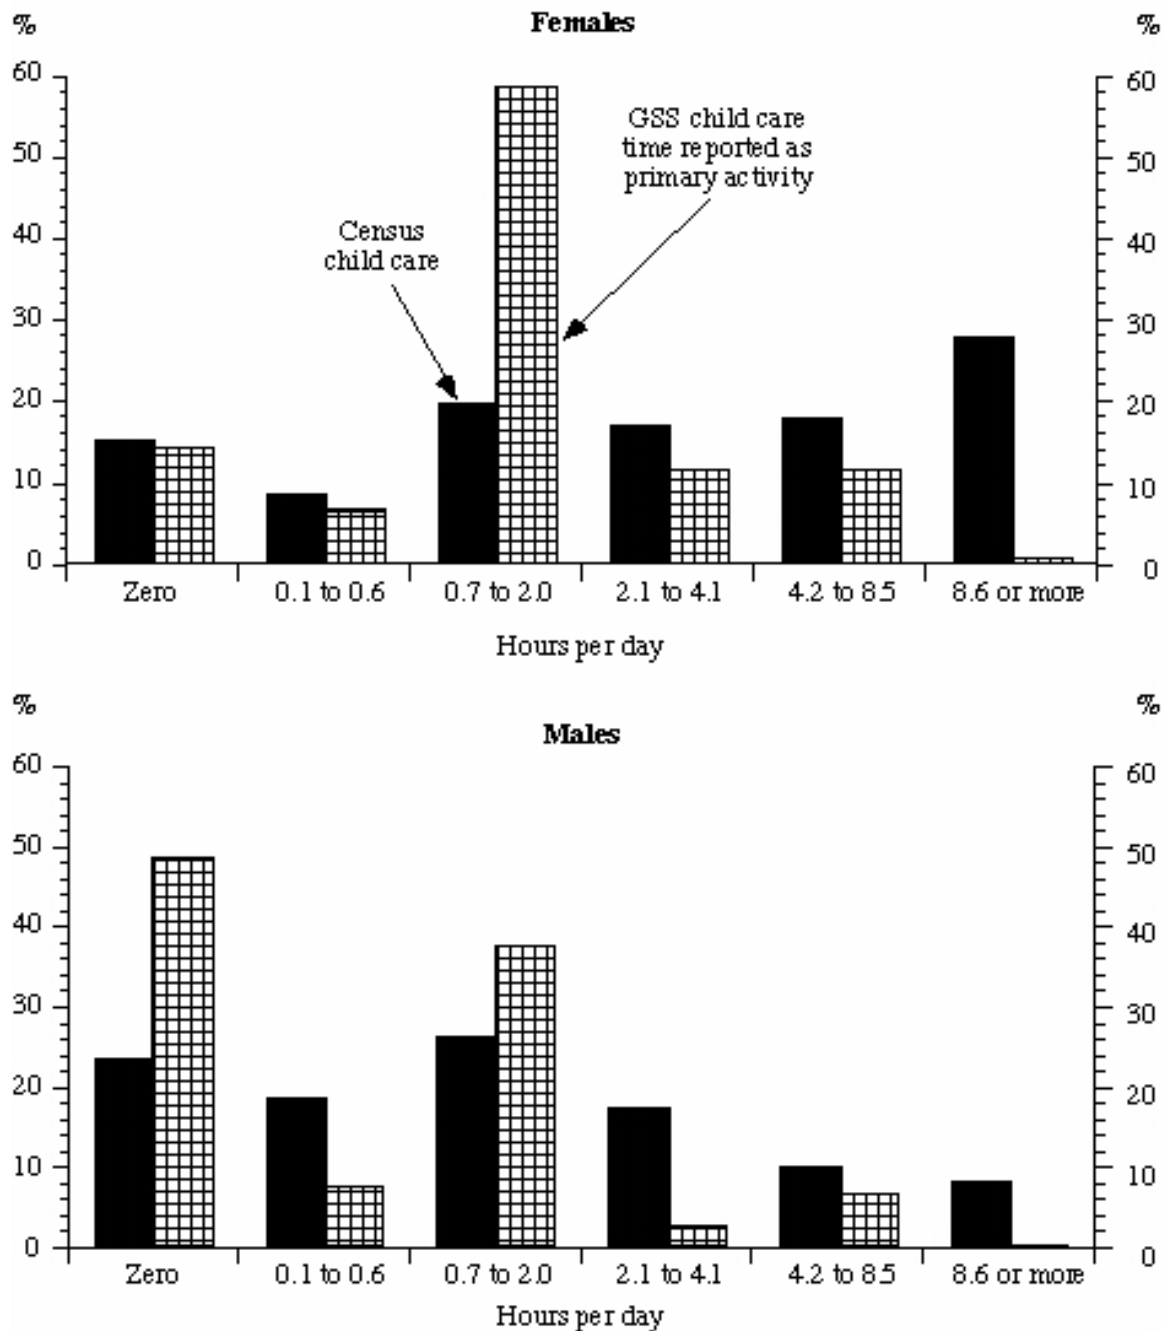 % Females %
60 60
50 50
GSS child care
time reported as
primary activity
40 40
Census
child care
30 30
20 20
10 10
0 0
Zero 0.1 to 0.6 0.7 to 2.0 2.1 to 4.1 4.2 to 8.5 8.6 or more
Hours per day
% %
Males
60 60
50 50
40 40
30 30
20 20
10 10
0 0
Zero 0.1 to 0.6 0.7 to 2.0 2.1 to 4.1 4.2 to 8.5 8.6 or more
Hours per day